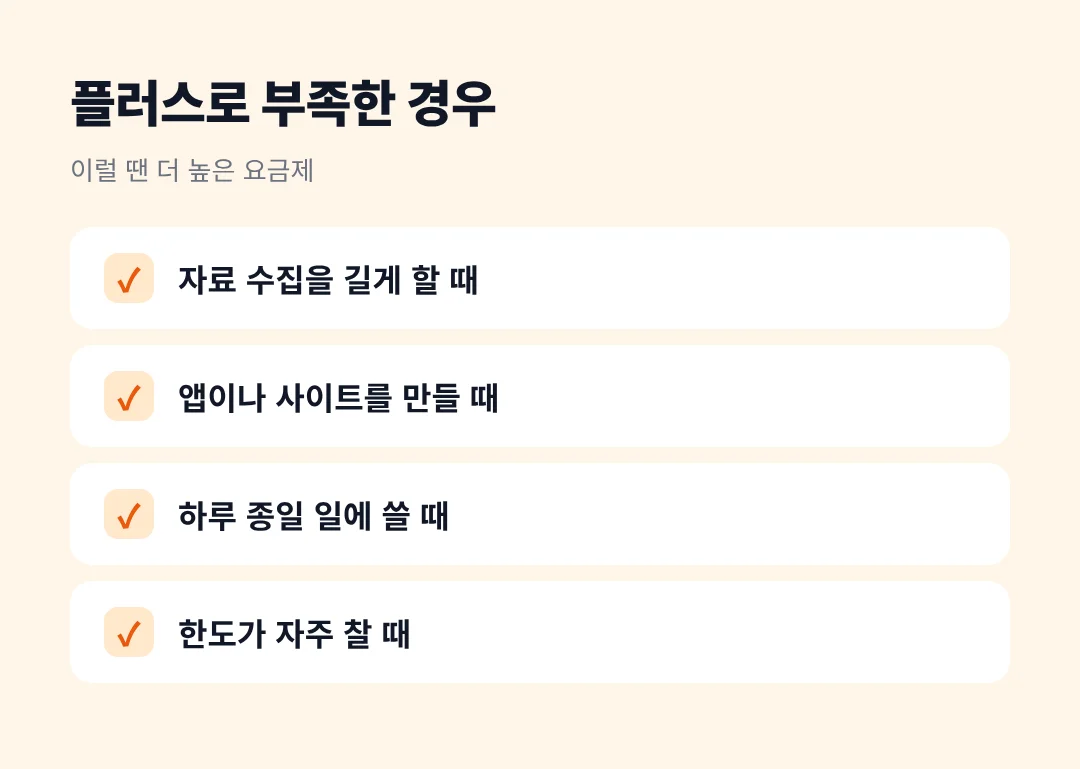 플러스로 부족한 경우
이럴 땐 더 높은 요금제
자료 수집을 길게 할 때
앱이나 사이트를 만들 때
하루 종일 일에 쓸 때
한도가 자주 찰 때